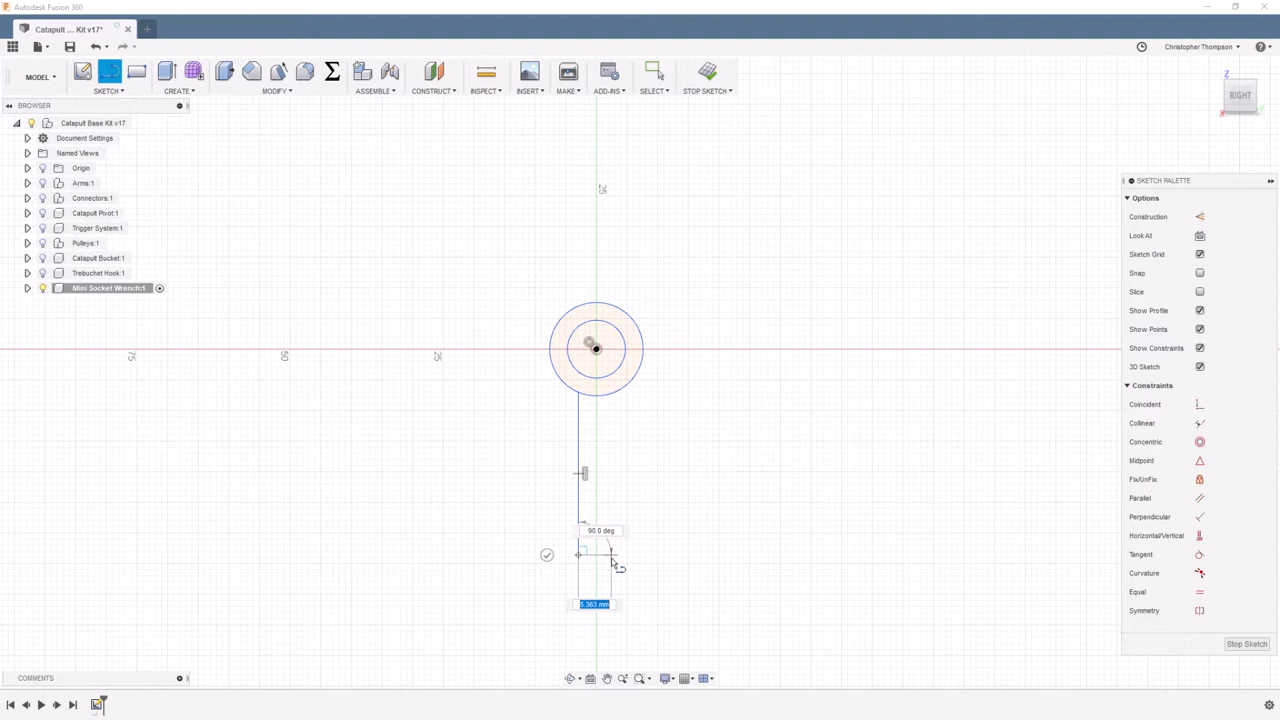 Autodesk Fusion 360
Catapult ... Kit v17*
Christopher Thompson
MODEL
SKETCH
CREATE
MODIFY
ASSEMBLE
CONSTRUCT
INSPECT
INSERT
MAKE
ADD-INS
SELECT
STOP SKETCH
BROWSER
Catapult Base Kit v17
Document Settings
Named Views
Origin
Arms:1
Connectors:1
Catapult Pivot:1
Trigger System:1
Pulleys:1
Catapult Bucket:1
Trebuchet Hook:1
Mini Socket Wrench:1
Z
RIGHT
X
Y
25
75
50
25
90.0 deg
5.363 mm
SKETCH PALETTE
Options
Construction
Look At
Sketch Grid
Snap
Slice
Show Profile
Show Points
Show Constraints
3D Sketch
Constraints
Coincident
Collinear
Concentric
Midpoint
Fix/UnFix
Parallel
Perpendicular
Horizontal/Vertical
Tangent
Curvature
Equal
Symmetry
Stop Sketch
COMMENTS